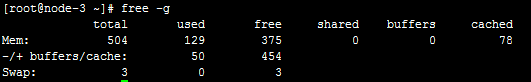 [root@node-3 ~]# free -g
total used free shared buffers cached
Mem: 504 129 375 0 0 78
-/+ buffers/cache: 50 454
Swap: 3 0 3